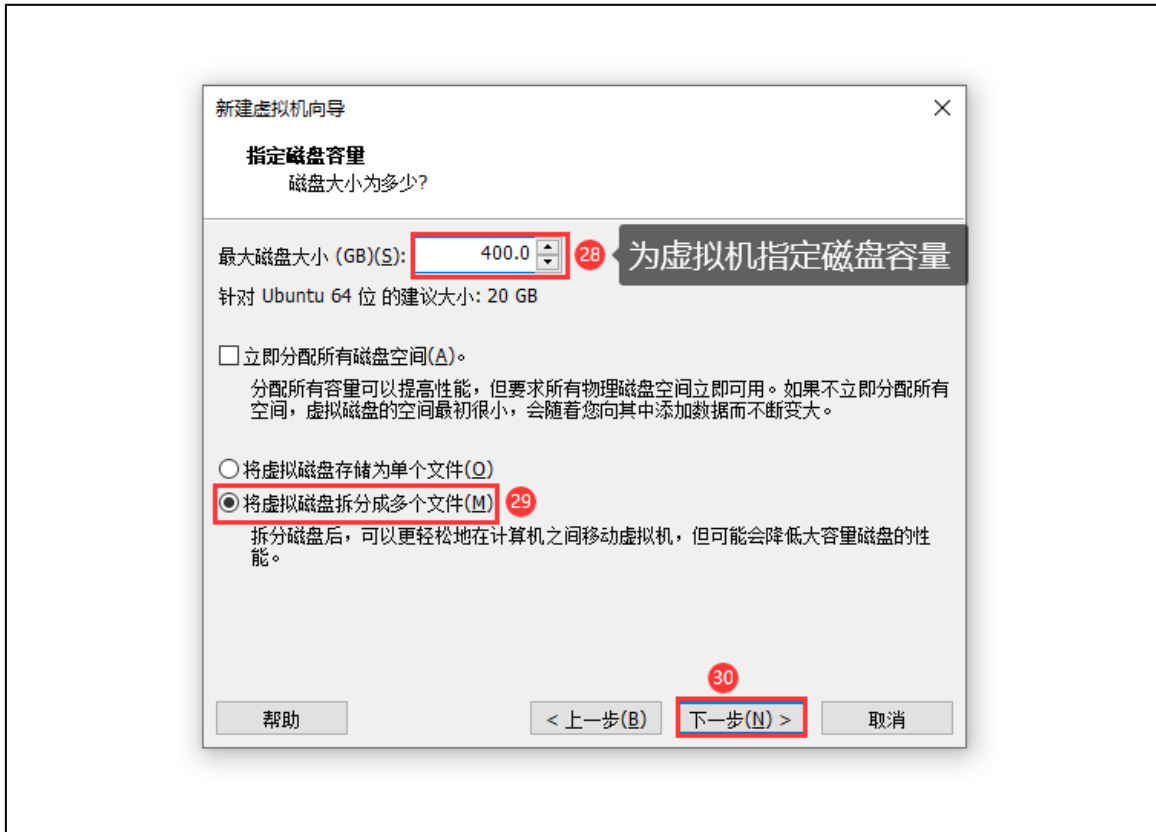 新建虚拟机向导
指定磁盘容量
磁盘大小为多少?
最大磁盘大小 (GB)(S): 400.0 28 为虚拟机指定磁盘容量
针对 Ubuntu 64 位 的建议大小: 20 GB
立即分配所有磁盘空间(A)。
分配所有容量可以提高性能，但要求所有物理磁盘空间立即可用。如果不立即分配所有
空间，虚拟磁盘的空间最初很小，会随着您向其中添加数据而不断变大。
将虚拟磁盘存储为单个文件(O)
将虚拟磁盘拆分成多个文件(M) 29
拆分磁盘后，可以更轻松地在计算机之间移动虚拟机，但可能会降低大容量磁盘的性
能。
30
帮助 < 上一步(B) 下一步(N) > 取消